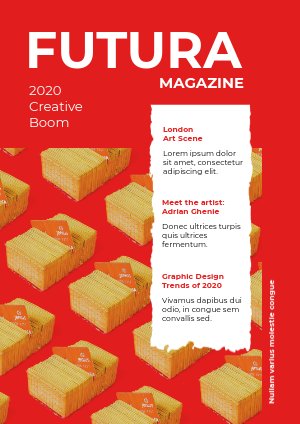 FUTURA
MAGAZINE
2020
Creative
Boom
London
Art Scene
Lorem ipsum dolor
sit amet, consectetur
adipiscing elit.
Meet the artist:
Adrian Ghenie
Donec ultrices turpis
quis ultrices
fermentum.
Graphic Design
Trends of 2020
Vivamus dapibus dui
odio, in congue sem
convallis sed.
Nullam varius molestie congue